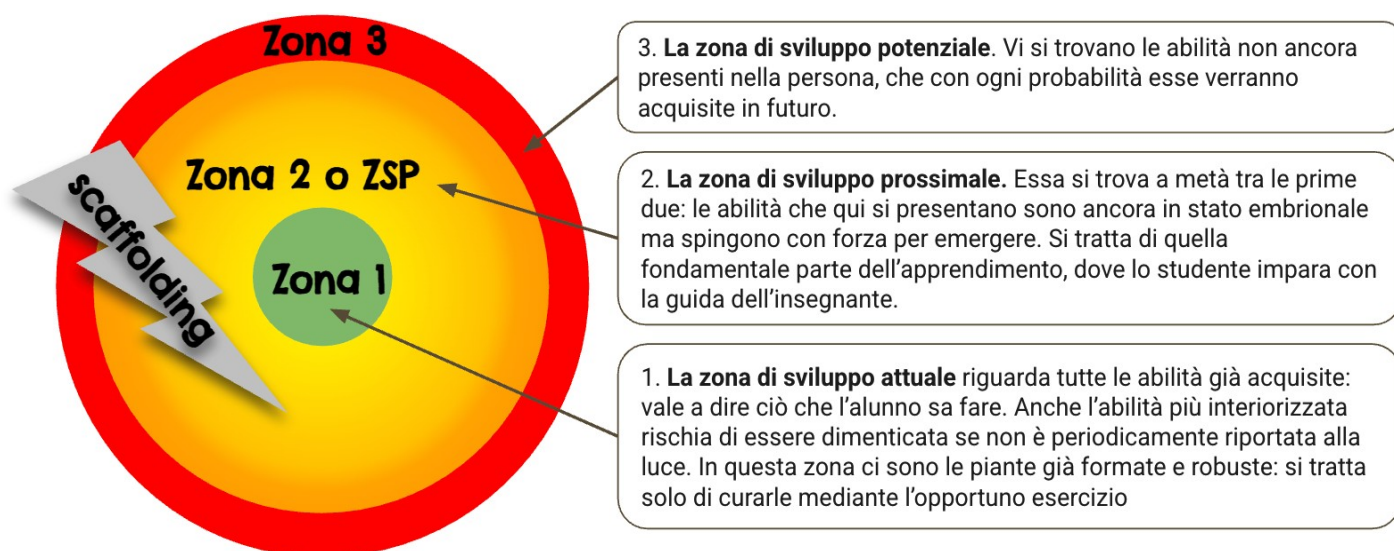 Zona 3
Zona 2 o ZSP
Zona 1
scaffolding
3. La zona di sviluppo potenziale. Vi si trovano le abilità non ancora
presenti nella persona, che con ogni probabilità esse verranno
acquisite in futuro.
2. La zona di sviluppo prossimale. Essa si trova a metà tra le prime
due: le abilità che qui si presentano sono ancora in stato embrionale
ma spingono con forza per emergere. Si tratta di quella
fondamentale parte dell’apprendimento, dove lo studente impara con
la guida dell’insegnante.
1. La zona di sviluppo attuale riguarda tutte le abilità già acquisite:
vale a dire ciò che l’alunno sa fare. Anche l’abilità più interiorizzata
rischia di essere dimenticata se non è periodicamente riportata alla
luce. In questa zona ci sono le piante già formate e robuste: si tratta
solo di curarle mediante l’opportuno esercizio